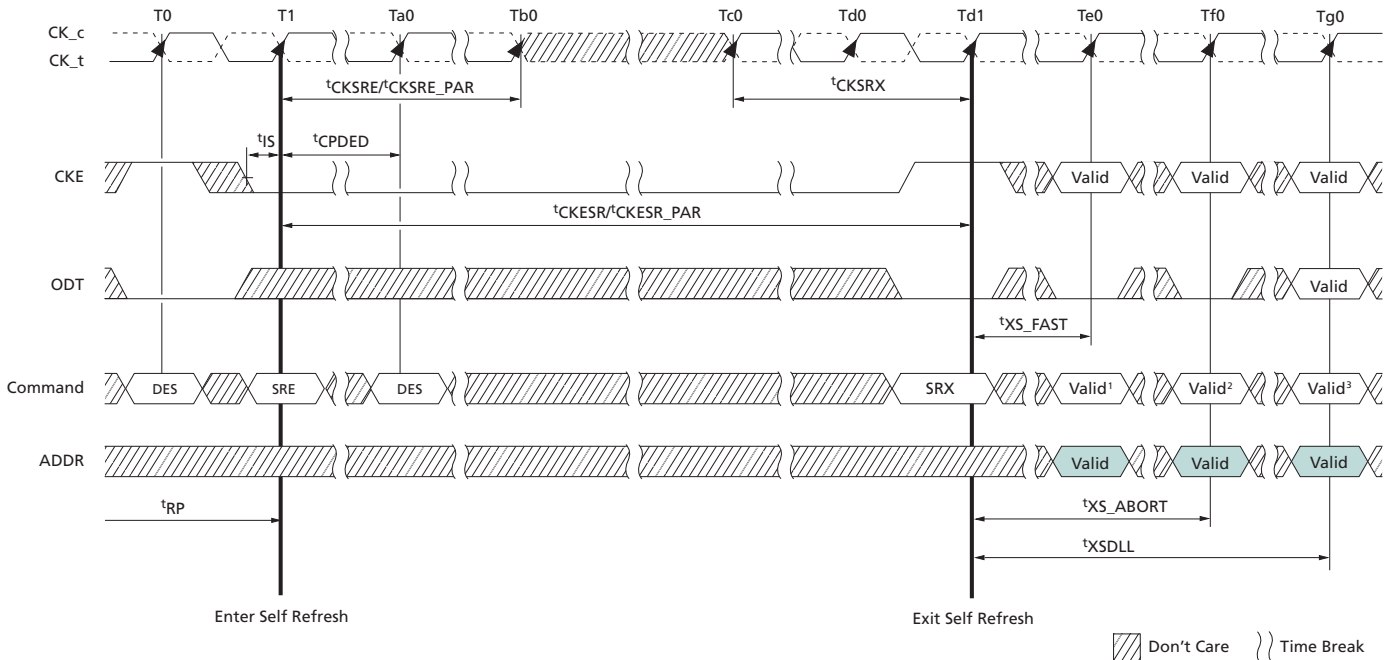 T0 T1 Ta0 Tb0 Tc0 Td0 Td1 Te0 Tf0 Tg0
CK_c
CK_t
tCKSRE/tCKSRE_PAR tCKSRX
tIS tCPDED
CKE Valid Valid Valid
tCKESR/tCKESR_PAR
ODT Valid
tXS_FAST
Command DES SRE DES SRX Valid¹ Valid² Valid³
ADDR Valid Valid Valid
tRP tXS_ABORT
tXSDLL
Enter Self Refresh Exit Self Refresh
Don't Care Time Break